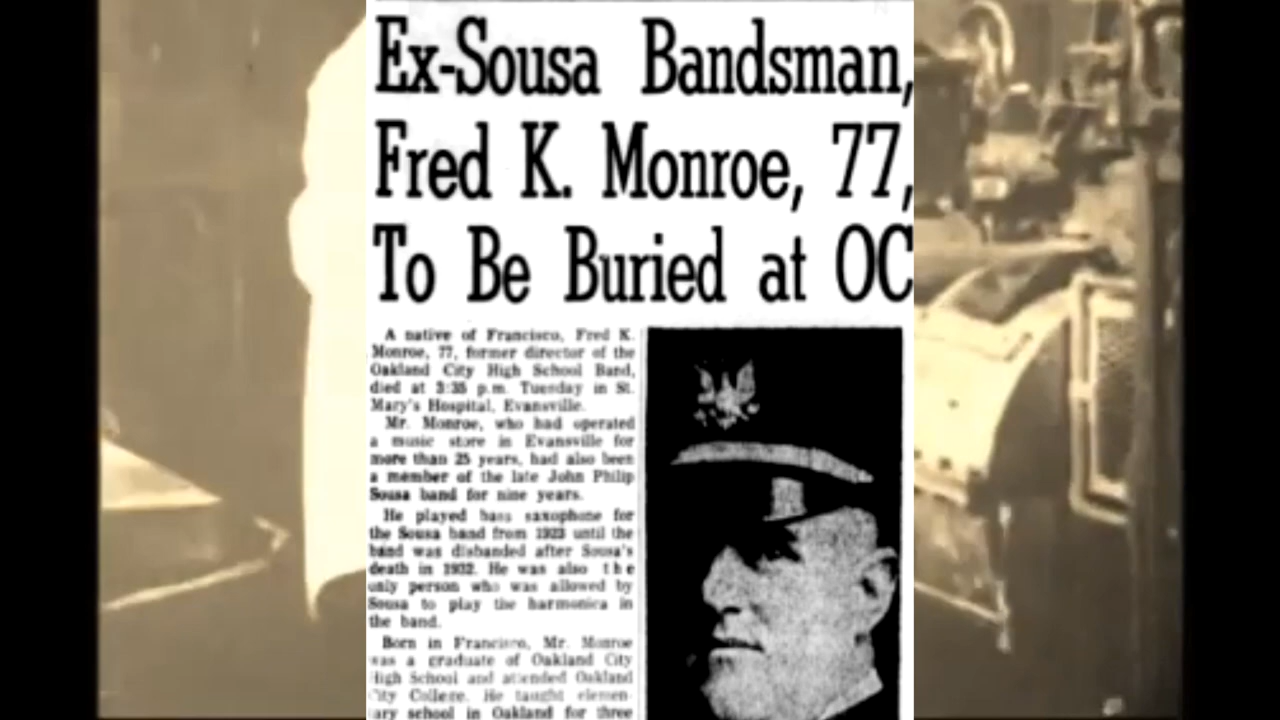 Ex-Sousa Bandsman,
Fred K. Monroe, 77,
To Be Buried at OC
A native of Francisco, Fred K.
Monroe, 77, former director of the
Oakland City High School Band,
died at 3:35 p.m. Tuesday in St.
Mary's Hospital, Evansville.
Mr. Monroe, who had operated
a music store in Evansville for
more than 25 years, had also been
a member of the late John Philip
Sousa band for nine years.
He played bass saxophone for
the Sousa band from 1923 until the
band was disbanded after Sousa's
death in 1932. He was also the
only person who was allowed by
Sousa to play the harmonica in
the band.
Born in Francisco, Mr. Monroe
was a graduate of Oakland City
High School and attended Oakland
City College. He taught elemen-
tary school in Oakland for three